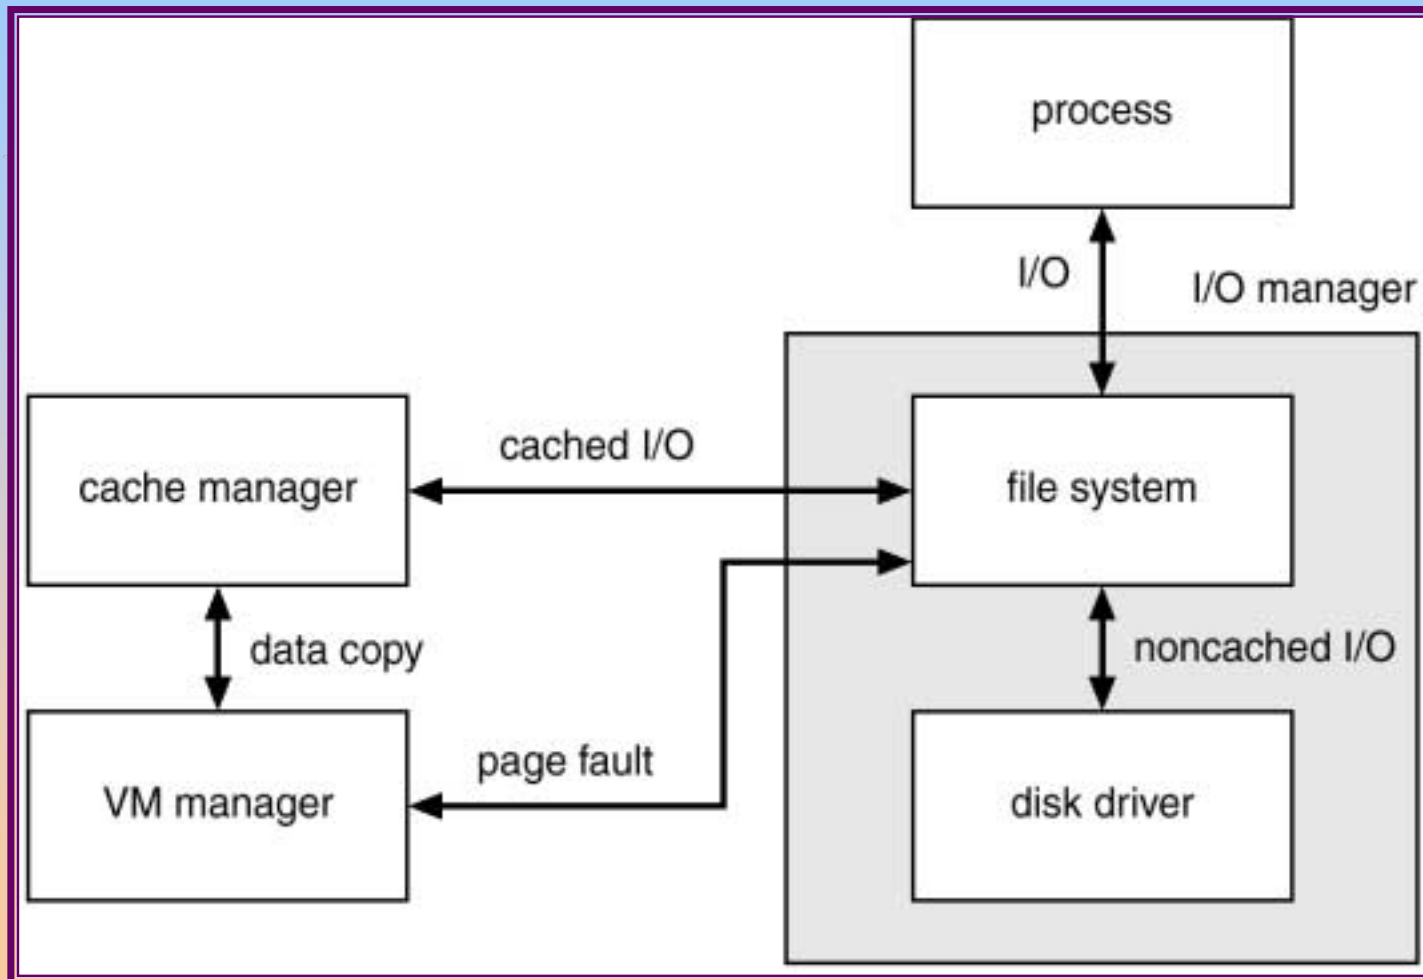 process
I/O
I/O manager
cached I/O
cache manager
file system
data copy
noncached I/O
page fault
VM manager
disk driver